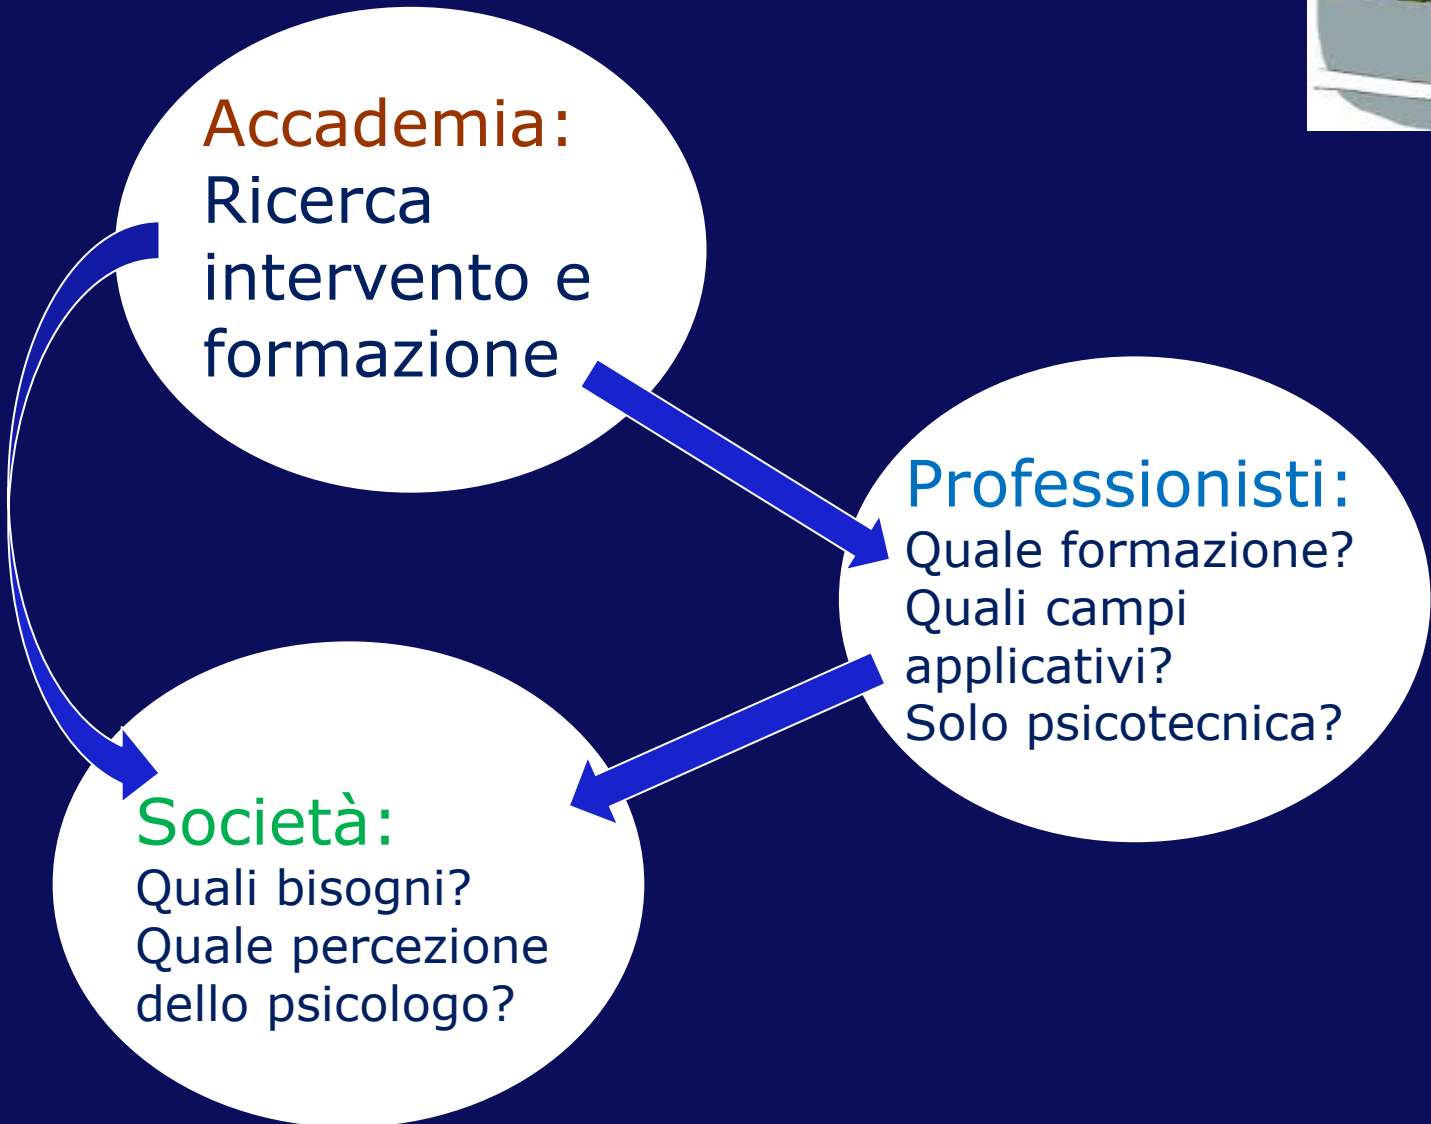 Accademia:
Ricerca
intervento e
formazione
Professionisti:
Quale formazione?
Quali campi
applicativi?
Solo psicotecnica?
Società:
Quali bisogni?
Quale percezione
dello psicologo?